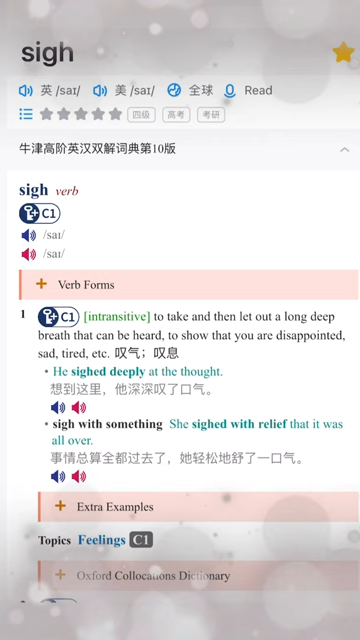 sigh
英 /saɪ/ 美 /saɪ/ 全球 Read
四级 高考 考研
牛津高阶英汉双解词典第10版
sigh verb
C1
/saɪ/
/saɪ/
+ Verb Forms
1 C1 [intransitive] to take and then let out a long deep
breath that can be heard, to show that you are disappointed,
sad, tired, etc. 叹气；叹息
• He sighed deeply at the thought.
想到这里，他深深叹了口气。
• sigh with something She sighed with relief that it was
all over.
事情总算全都过去了，她轻松地舒了一口气。
+ Extra Examples
Topics Feelings C1
+ Oxford Collocations Dictionary